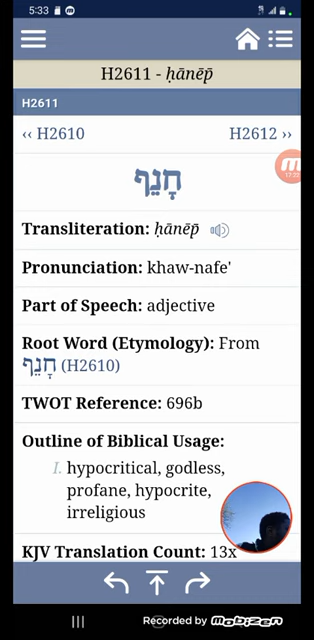 5:33
H2611 - ḥānēp̄
H2611
‹‹ H2610 H2612 ››
חָנֵף
Transliteration: ḥānēp̄
Pronunciation: khaw-nafe'
Part of Speech: adjective
Root Word (Etymology): From
חָנֵף (H2610)
TWOT Reference: 696b
Outline of Biblical Usage:
I. hypocritical, godless,
profane, hypocrite,
irreligious
KJV Translation Count: 13x
Recorded by mobizen